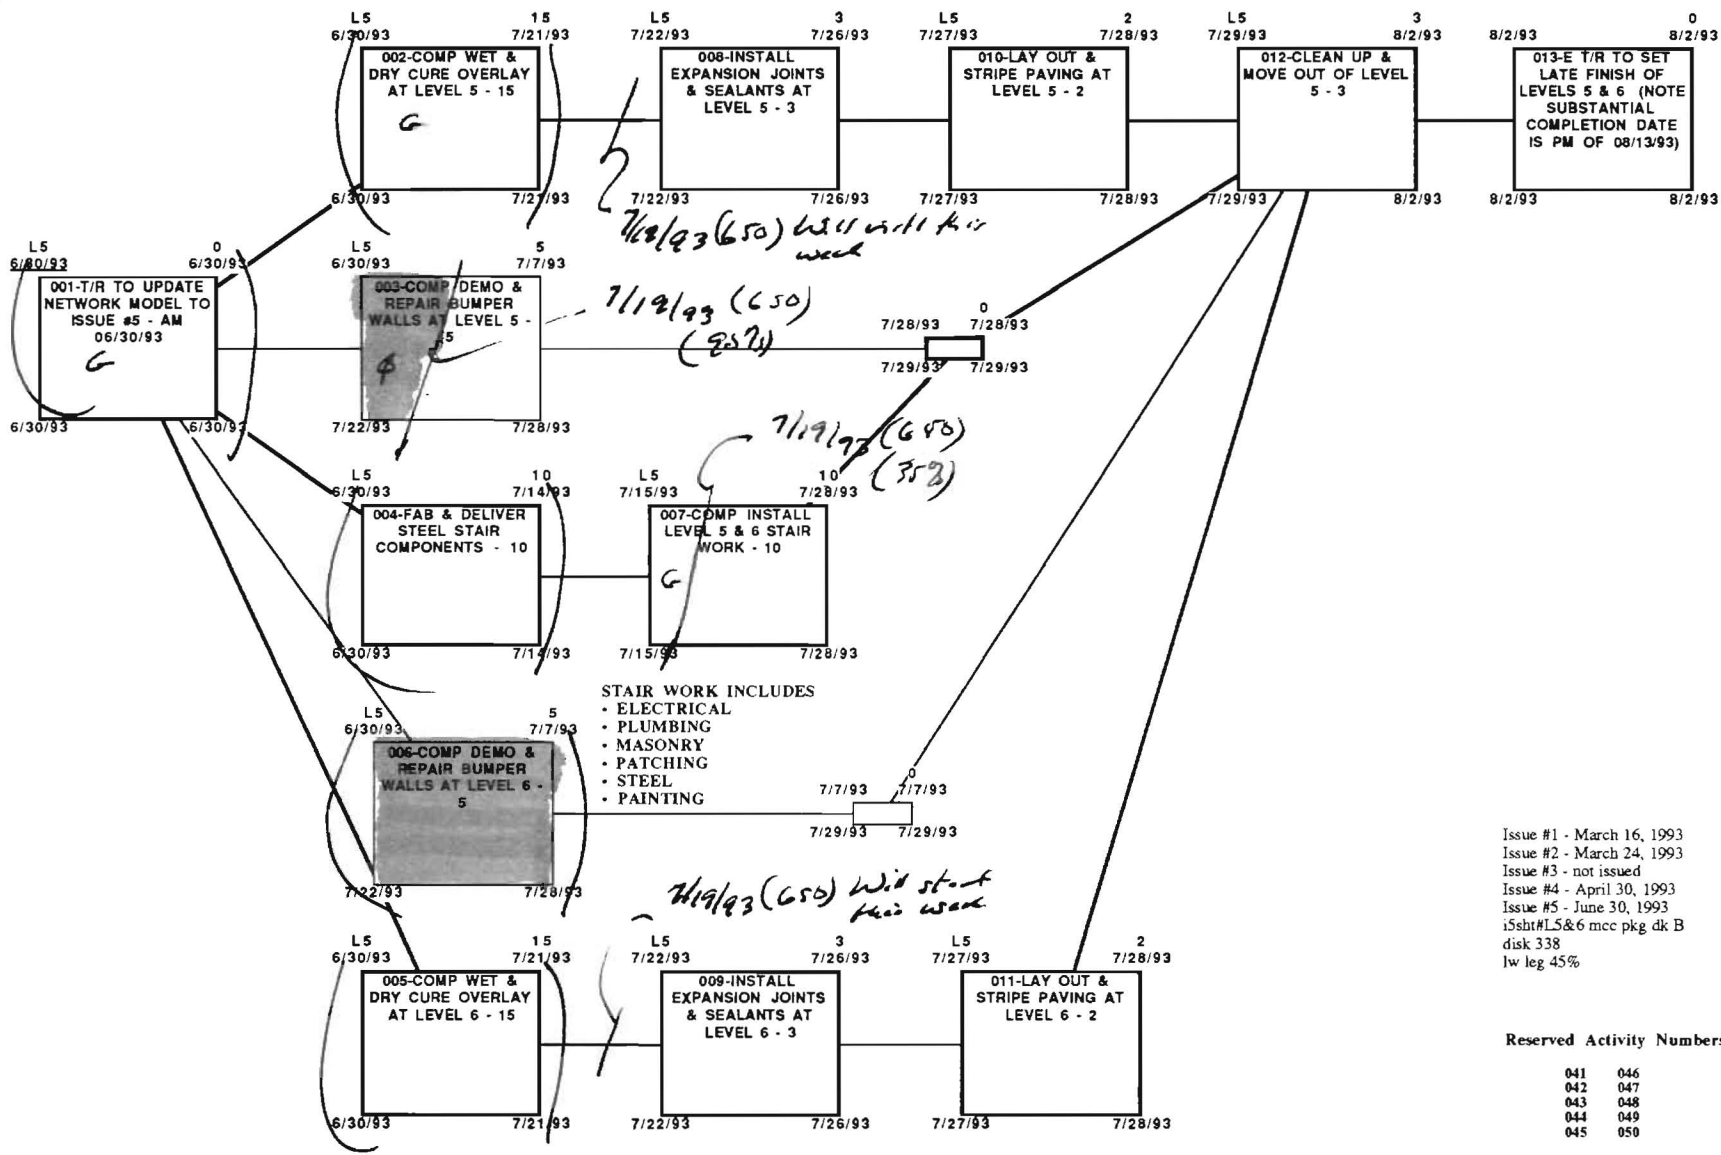 L5 15
6/30/93 7/21/93
002-COMP WET &
DRY CURE OVERLAY
AT LEVEL 5 - 15
G
6/30/93 7/21/93
L5 3
7/22/93 7/26/93
008-INSTALL
EXPANSION JOINTS
& SEALANTS AT
LEVEL 5 - 3
7/22/93 7/26/93
L5 2
7/27/93 7/28/93
010-LAY OUT &
STRIPE PAVING AT
LEVEL 5 - 2
7/27/93 7/28/93
L5 3
7/29/93 8/2/93
012-CLEAN UP &
MOVE OUT OF LEVEL
5 - 3
7/29/93 8/2/93
0
8/2/93 8/2/93
013-E T/R TO SET
LATE FINISH OF
LEVELS 5 & 6 (NOTE
SUBSTANTIAL
COMPLETION DATE
IS PM OF 08/13/93)
8/2/93 8/2/93
7/19/93 (650) Will this
week
L5 0
6/30/93 6/30/93
001-T/R TO UPDATE
NETWORK MODEL TO
ISSUE #5 - AM
06/30/93
G
6/30/93 6/30/93
L5 5
6/30/93 7/7/93
003-COMP DEMO &
REPAIR BUMPER
WALLS AT LEVEL 5 -
5
7/22/93 7/28/93
7/19/93 (650)
(95%)
0
7/28/93 7/28/93
7/29/93 7/29/93
7/19/93 (650)
(35%)
L5 10
6/30/93 7/14/93
004-FAB & DELIVER
STEEL STAIR
COMPONENTS - 10
6/30/93 7/14/93
L5 10
7/15/93 7/28/93
007-COMP INSTALL
LEVEL 5 & 6 STAIR
WORK - 10
G
7/15/93 7/28/93
STAIR WORK INCLUDES
• ELECTRICAL
• PLUMBING
• MASONRY
• PATCHING
• STEEL
• PAINTING
L5 5
6/30/93 7/7/93
006-COMP DEMO &
REPAIR BUMPER
WALLS AT LEVEL 6 -
5
7/22/93 7/28/93
0
7/7/93 7/7/93
7/29/93 7/29/93
7/19/93 (650) Will start
this week
L5 15
6/30/93 7/21/93
005-COMP WET &
DRY CURE OVERLAY
AT LEVEL 6 - 15
6/30/93 7/21/93
L5 3
7/22/93 7/26/93
009-INSTALL
EXPANSION JOINTS
& SEALANTS AT
LEVEL 6 - 3
7/22/93 7/26/93
L5 2
7/27/93 7/28/93
011-LAY OUT &
STRIPE PAVING AT
LEVEL 6 - 2
7/27/93 7/28/93
Issue #1 - March 16, 1993
Issue #2 - March 24, 1993
Issue #3 - not issued
Issue #4 - April 30, 1993
Issue #5 - June 30, 1993
i5sht#L5&6 mcc pkg dk B
disk 338
lw leg 45%
Reserved Activity Numbers
041 046
042 047
043 048
044 049
045 050